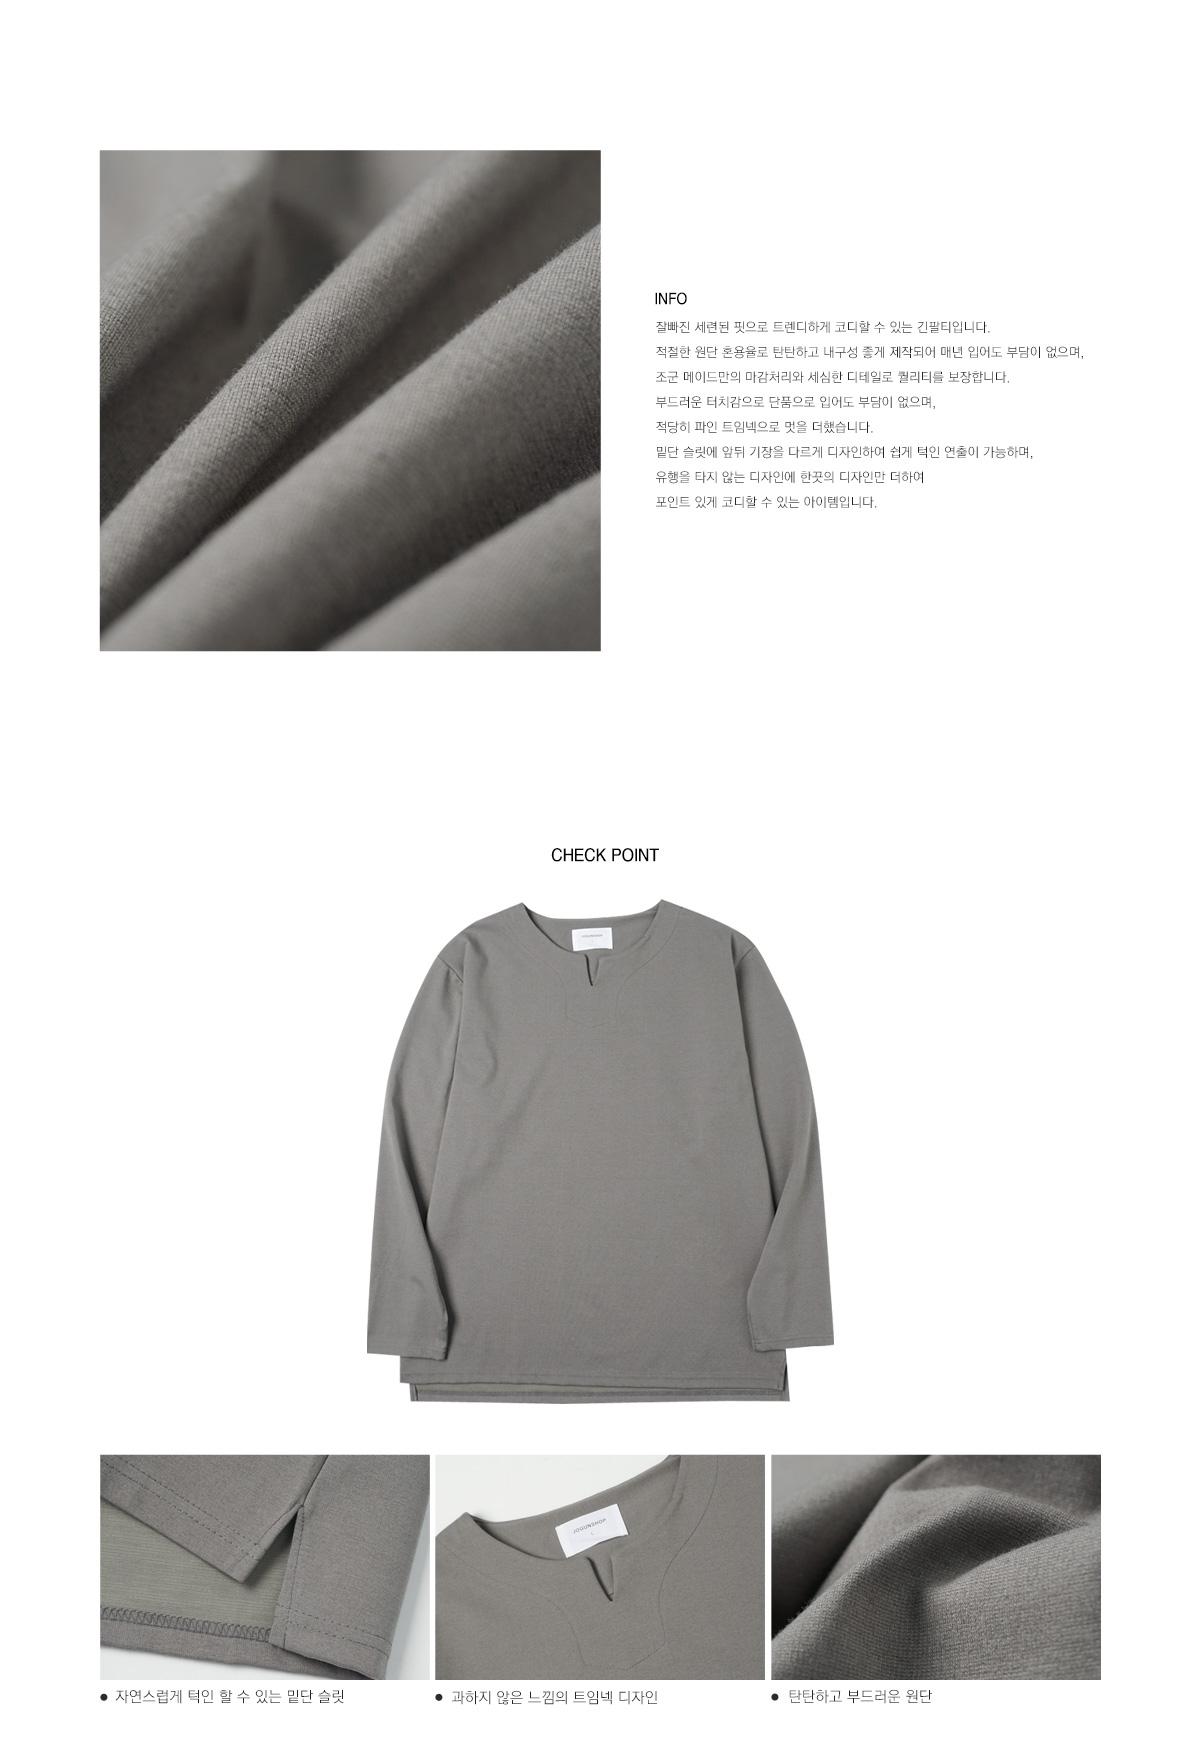 INFO
잘빠진 세련된 핏으로 트렌디하게 코디할 수 있는 긴팔티입니다.
적절한 원단 혼용율로 탄탄하고 내구성 좋게 제작되어 매년 입어도 부담이 없으며,
조군 메이드만의 마감처리와 세심한 디테일로 퀄리티를 보장합니다.
부드러운 터치감으로 단품으로 입어도 부담이 없으며,
적당히 파인 트임넥으로 멋을 더했습니다.
밑단 슬릿에 앞뒤 기장을 다르게 디자인하여 쉽게 턱인 연출이 가능하며,
유행을 타지 않는 디자인에 한끗의 디자인만 더하여
포인트 있게 코디할 수 있는 아이템입니다.
CHECK POINT
JOGUNSHOP
JOGUNSHOP
L
● 자연스럽게 턱인 할 수 있는 밑단 슬릿
● 과하지 않은 느낌의 트임넥 디자인
● 탄탄하고 부드러운 원단